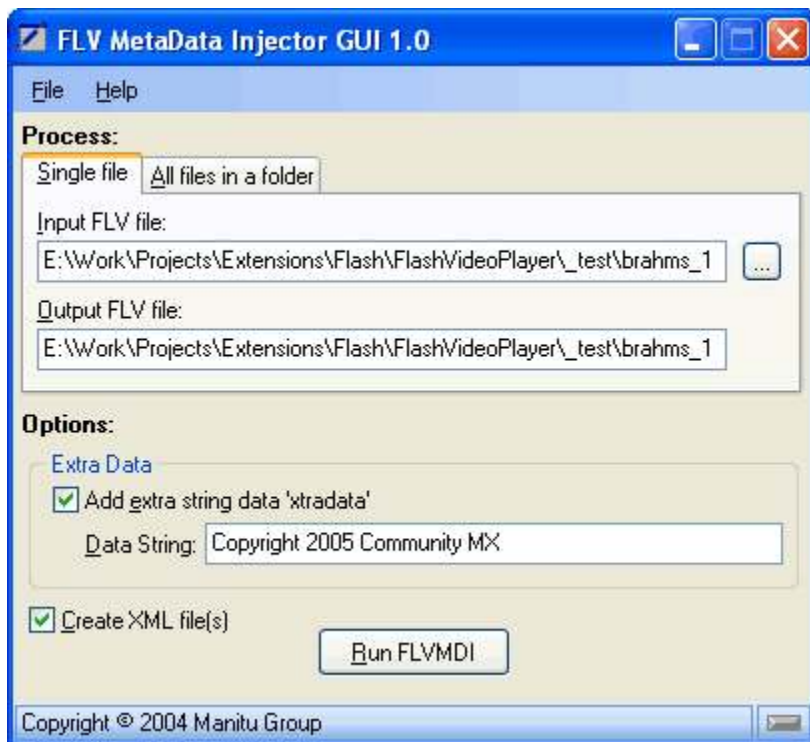 FLV MetaData Injector GUI 1.0
File Help
Process:
Single file All files in a folder
Input FLV file:
E:\Work\Projects\Extensions\Flash\FlashVideoPlayer\_test\brahms_1 ...
Output FLV file:
E:\Work\Projects\Extensions\Flash\FlashVideoPlayer\_test\brahms_1
Options:
Extra Data
Add extra string data 'xtradata'
Data String: Copyright 2005 Community MX
Create XML file(s)
Run FLVMDI
Copyright © 2004 Manitu Group